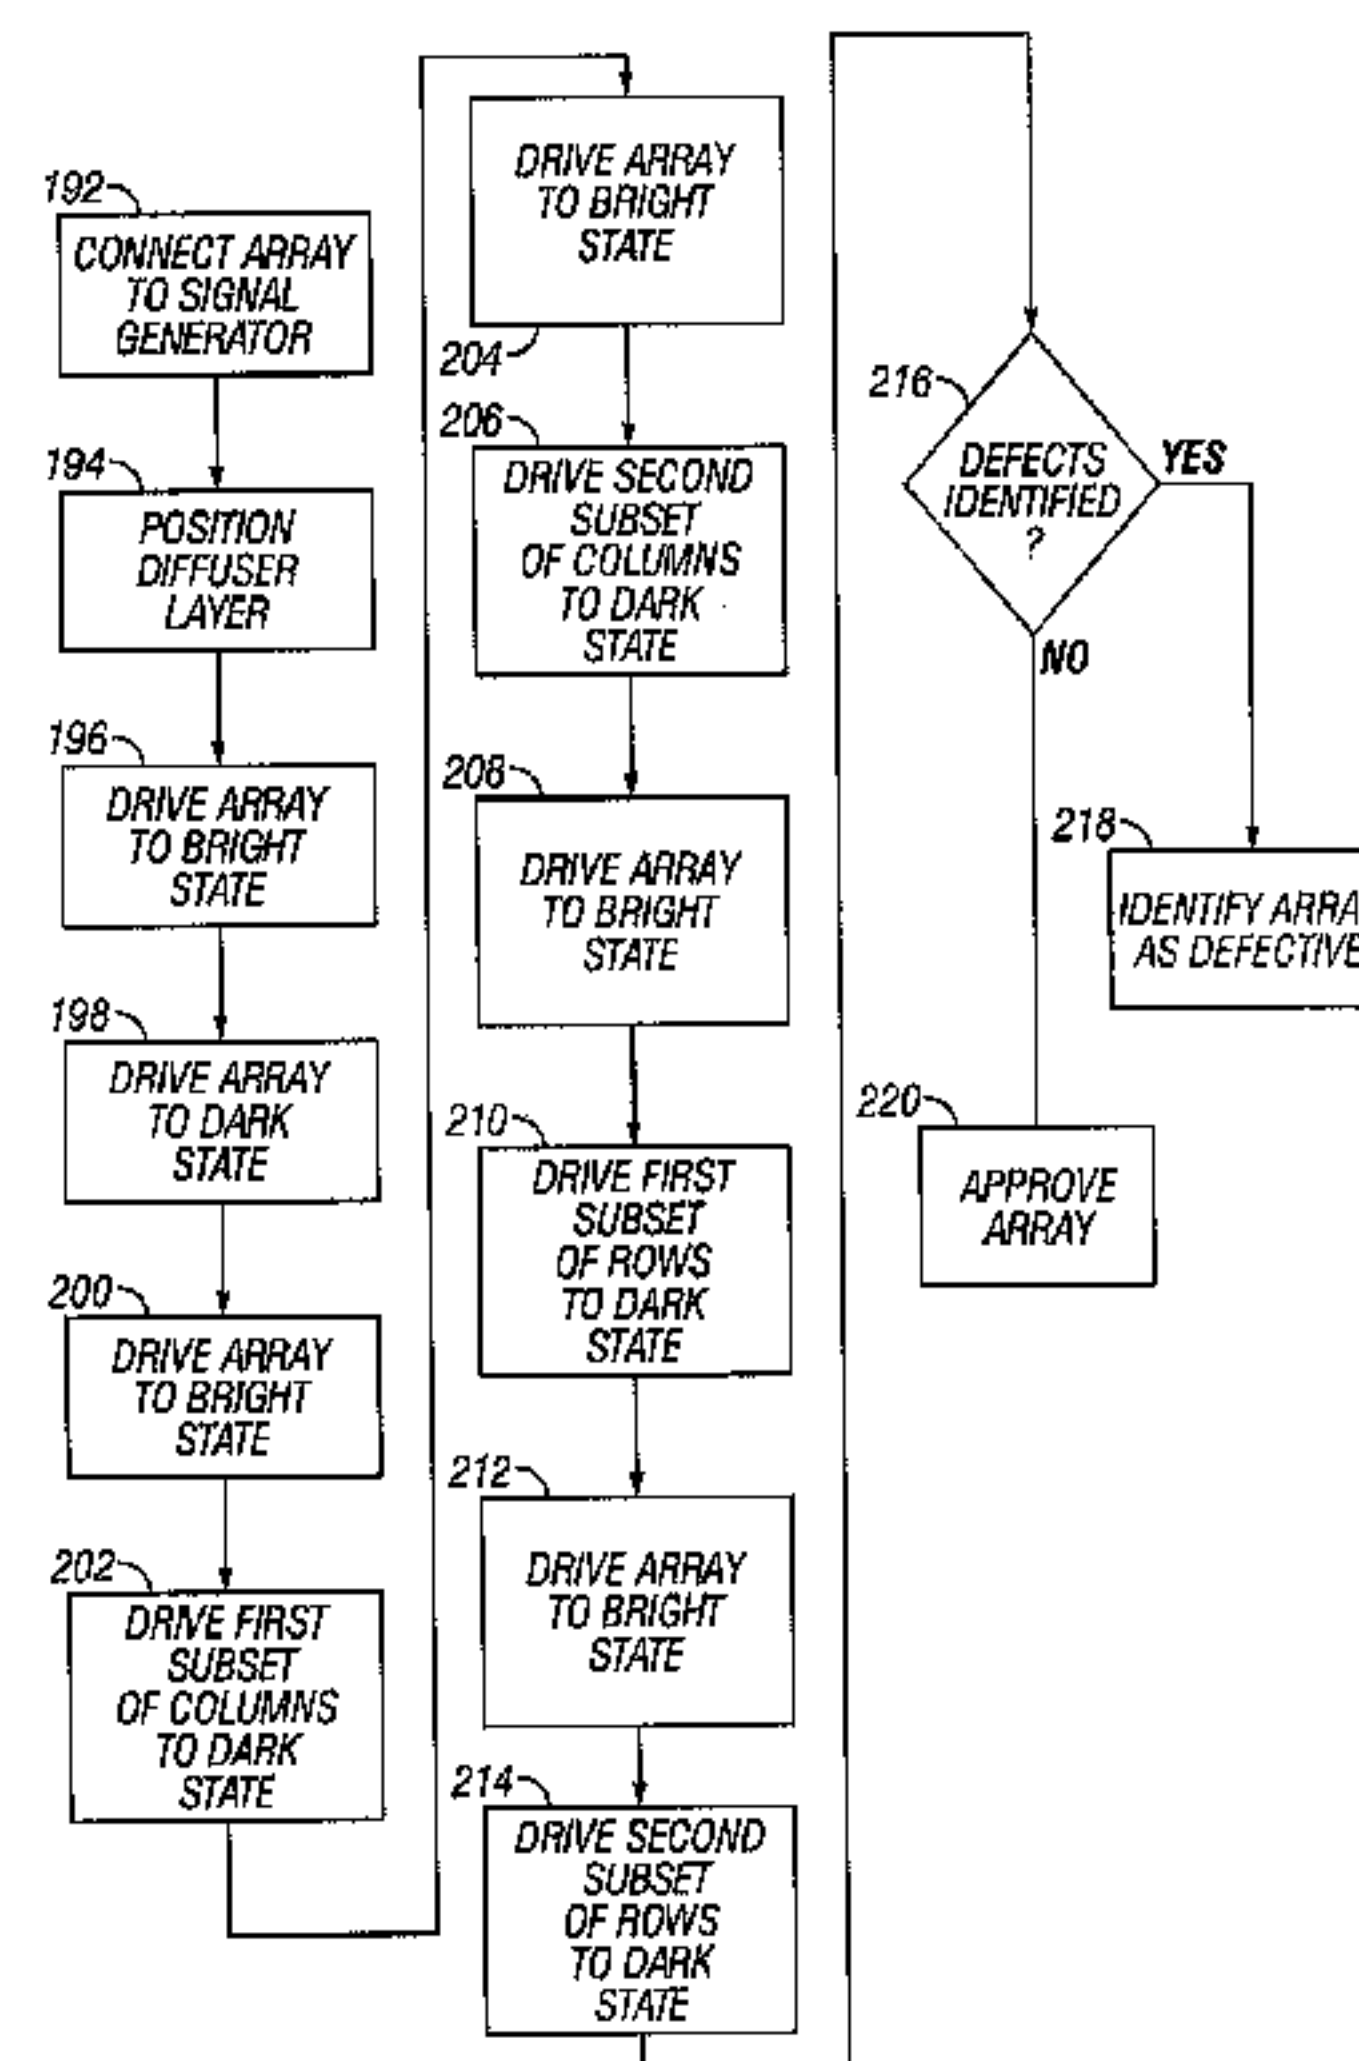 192
CONNECT ARRAY
TO SIGNAL
GENERATOR
194
POSITION
DIFFUSER
LAYER
196
DRIVE ARRAY
TO BRIGHT
STATE
198
DRIVE ARRAY
TO DARK
STATE
200
DRIVE ARRAY
TO BRIGHT
STATE
202
DRIVE FIRST
SUBSET
OF COLUMNS
TO DARK
STATE
DRIVE ARRAY
TO BRIGHT
STATE
204
206
DRIVE SECOND
SUBSET
OF COLUMNS
TO DARK
STATE
208
DRIVE ARRAY
TO BRIGHT
STATE
210
DRIVE FIRST
SUBSET
OF ROWS
TO DARK
STATE
212
DRIVE ARRAY
TO BRIGHT
STATE
214
DRIVE SECOND
SUBSET
OF ROWS
TO DARK
STATE
216
DEFECTS
IDENTIFIED
?
YES
NO
218
IDENTIFY ARRA
AS DEFECTIVE
220
APPROVE
ARRAY